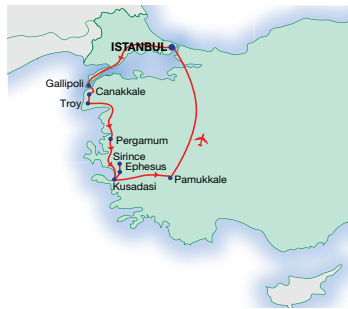 ISTANBUL
Gallipoli
Canakkale
Troy
Pergamum
Sirince
Ephesus
Kusadasi
Pamukkale